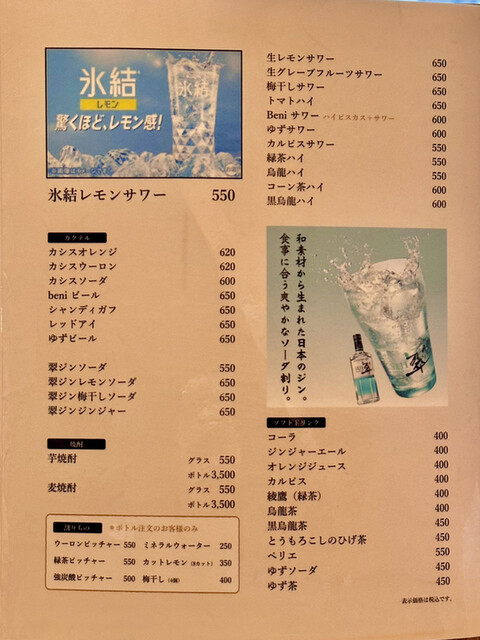 氷結
レモン
驚くほど、レモン感!
氷結
氷結レモンサワー 550
カクテル
カシスオレンジ 620
カシスウーロン 620
カシスソーダ 600
beni ビール 650
シャンディガフ 650
レッドアイ 650
ゆずビール 650
翠ジンソーダ 550
翠ジンレモンソーダ 650
翠ジン梅干しソーダ 650
翠ジンジンジャー 650
焼酎
芋焼酎 グラス 550
ボトル 3,500
麦焼酎 グラス 550
ボトル 3,500
割りもの ※ボトル注文のお客様のみ
ウーロンピッチャー 550 ミネラルウォーター 250
緑茶ピッチャー 550 カットレモン (8カット) 350
強炭酸ピッチャー 500 梅干し (4個) 400
生レモンサワー 650
生グレープフルーツサワー 650
梅干しサワー 650
トマトハイ 650
Beni サワー ハイビスカス+サワー 600
ゆずサワー 600
カルピスサワー 550
緑茶ハイ 550
烏龍ハイ 550
コーン茶ハイ 600
黒烏龍ハイ 600
和素材から生まれた日本のジン。
食事に合う爽やかなソーダ割り。
翠
ソフトドリンク
コーラ 400
ジンジャーエール 400
オレンジジュース 400
カルピス 400
綾鷹(緑茶) 400
烏龍茶 400
黒烏龍茶 450
とうもろこしのひげ茶 450
ペリエ 550
ゆずソーダ 450
ゆず茶 450
表示価格は税込です。